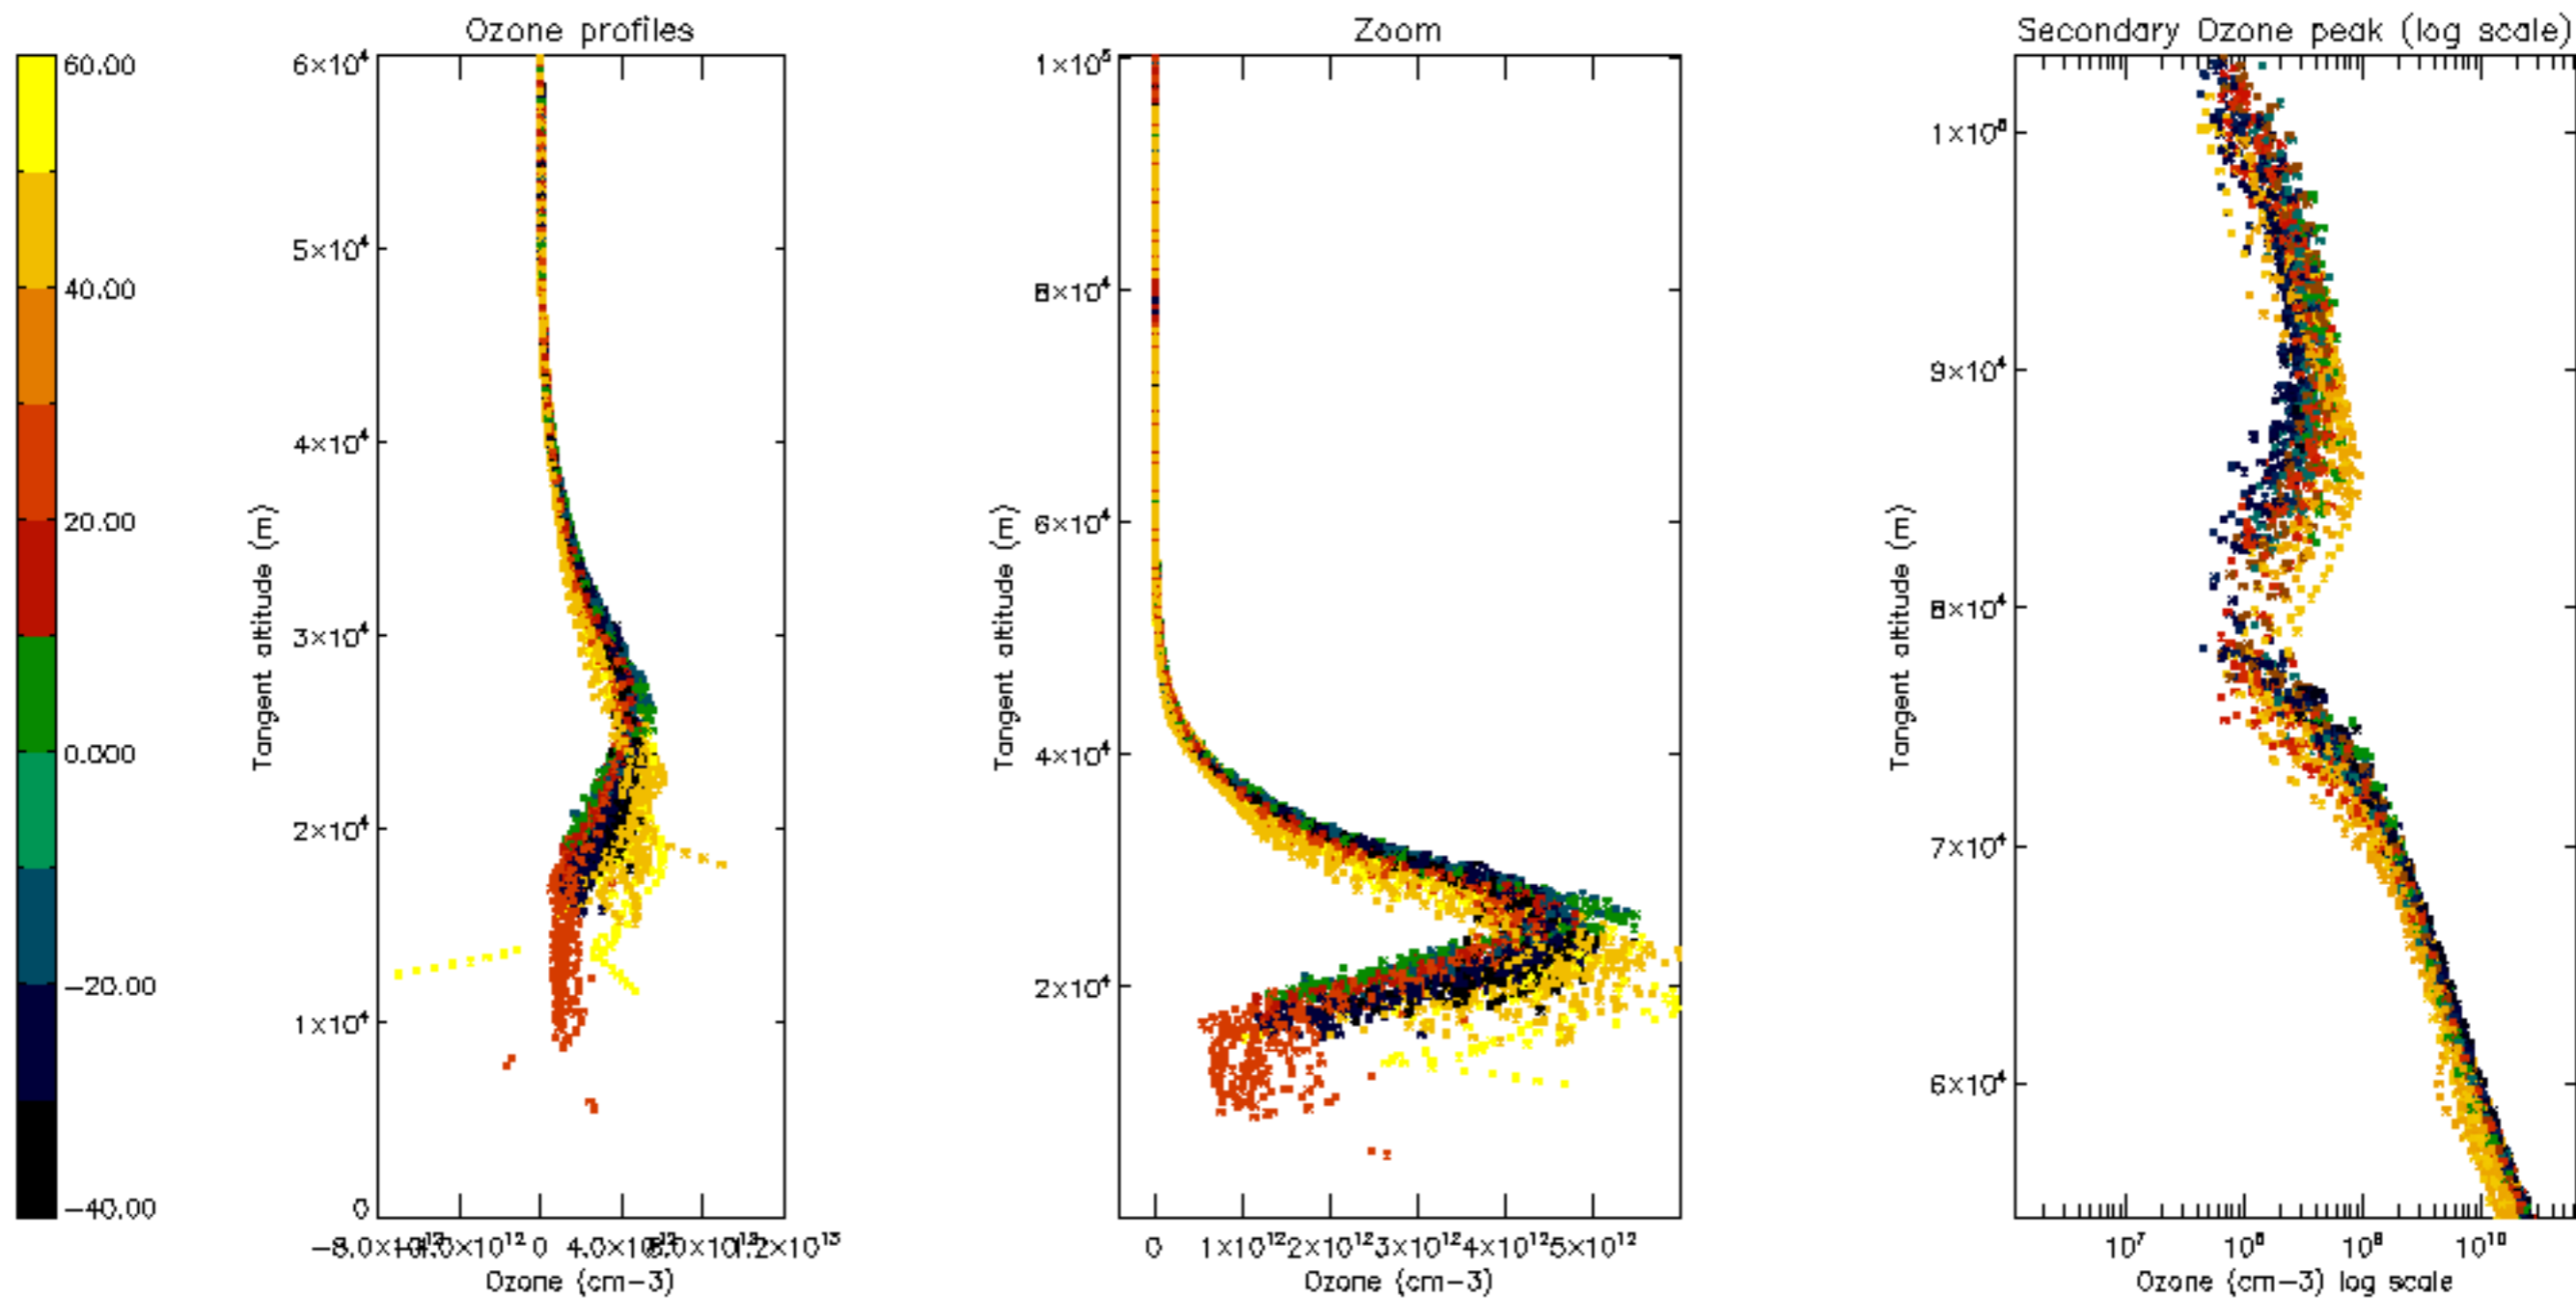 Ozone profiles
Zoom
Secondary Ozone peak (log scale)
60.00
40.00
20.00
0.000
−20.00
−40.00
6×10⁴
5×10⁴
4×10⁴
3×10⁴
2×10⁴
1×10⁴
0
Tangent altitude (m)
0 4.0×10¹²
Ozone (cm−3)
1×10⁵
8×10⁴
6×10⁴
4×10⁴
2×10⁴
Tangent altitude (m)
0 1×10¹² 2×10¹² 3×10¹² 4×10¹² 5×10¹²
Ozone (cm−3)
9×10⁴
8×10⁴
7×10⁴
6×10⁴
Tangent altitude (m)
10⁷ 10⁸ 10⁹ 10¹⁰
Ozone (cm−3) log scale